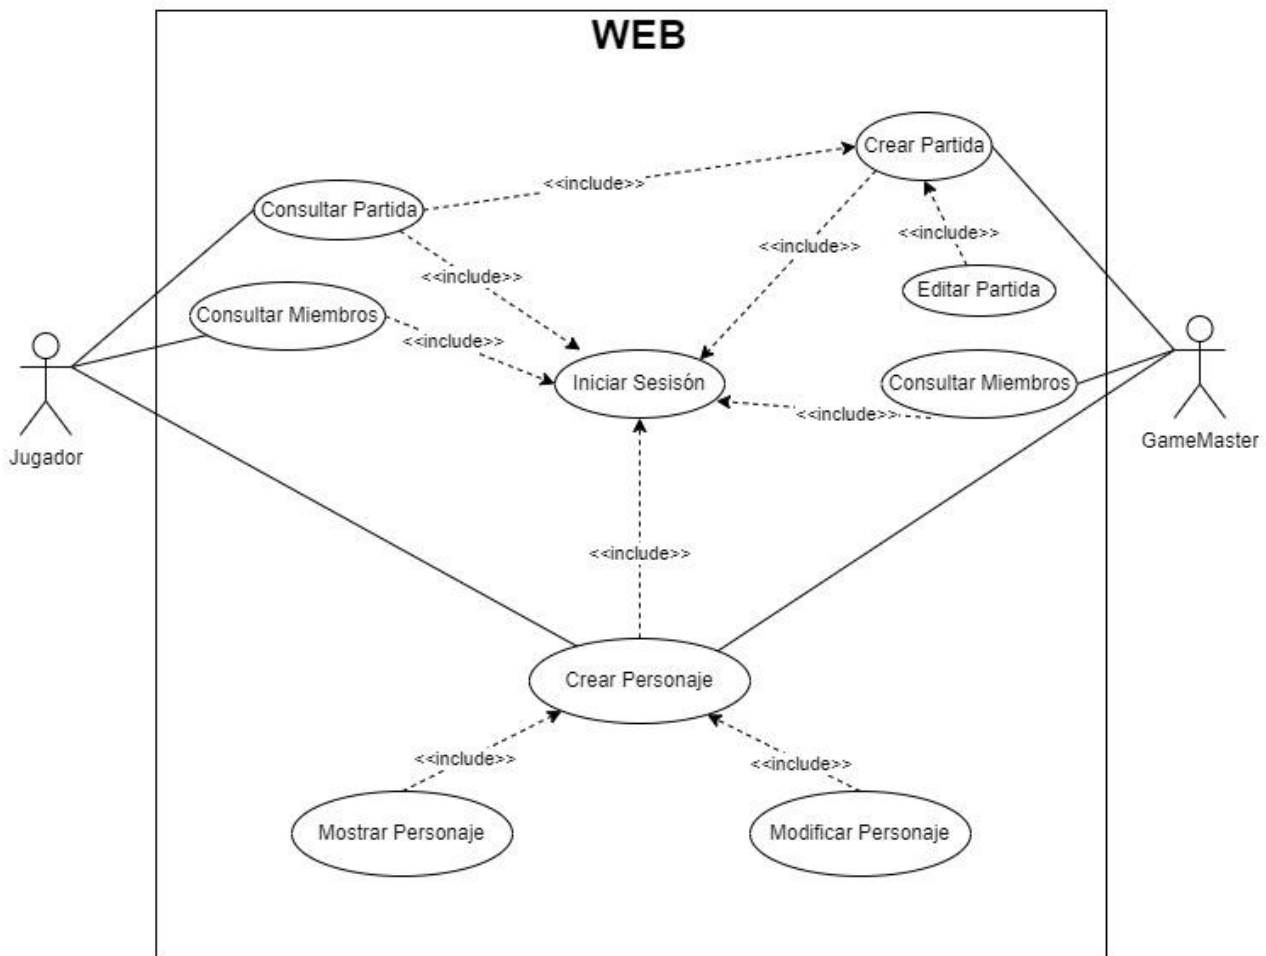 WEB
Crear Partida
<<include>>
Consultar Partida
<<include>>
<<include>>
<<include>>
Editar Partida
Consultar Miembros
<<include>>
Iniciar Sesisón
Consultar Miembros
<<include>>
GameMaster
Jugador
<<include>>
Crear Personaje
<<include>>
<<include>>
Mostrar Personaje
Modificar Personaje